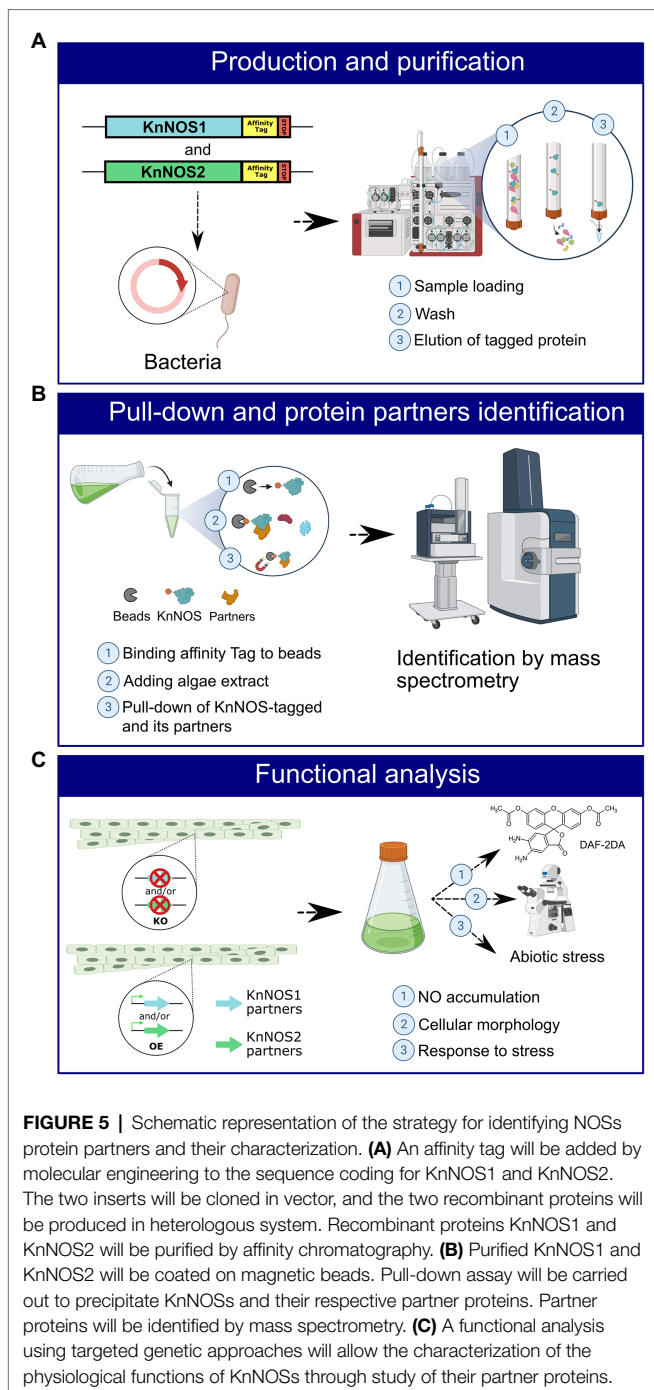 A
Production and purification
KnNOS1
Affinity
Tag
STOP
and
KnNOS2
Affinity
Tag
STOP
Bacteria
1
2
3
1 Sample loading
2 Wash
3 Elution of tagged protein
B
Pull-down and protein partners identification
1
2
3
Beads KnNOS Partners
1 Binding affinity Tag to beads
2 Adding algae extract
3 Pull-down of KnNOS-tagged
and its partners
Identification by mass
spectrometry
C
Functional analysis
and/or
KO
and/or
OE
KnNOS1
partners
KnNOS2
partners
1
2
3
H₃C O O O O O CH₃
H₂N
H₂N
O
O
DAF-2DA
Abiotic stress
1 NO accumulation
2 Cellular morphology
3 Response to stress
FIGURE 5 | Schematic representation of the strategy for identifying NOSs
protein partners and their characterization. (A) An affinity tag will be added by
molecular engineering to the sequence coding for KnNOS1 and KnNOS2.
The two inserts will be cloned in vector, and the two recombinant proteins will
be produced in heterologous system. Recombinant proteins KnNOS1 and
KnNOS2 will be purified by affinity chromatography. (B) Purified KnNOS1 and
KnNOS2 will be coated on magnetic beads. Pull-down assay will be carried
out to precipitate KnNOSs and their respective partner proteins. Partner
proteins will be identified by mass spectrometry. (C) A functional analysis
using targeted genetic approaches will allow the characterization of the
physiological functions of KnNOSs through study of their partner proteins.